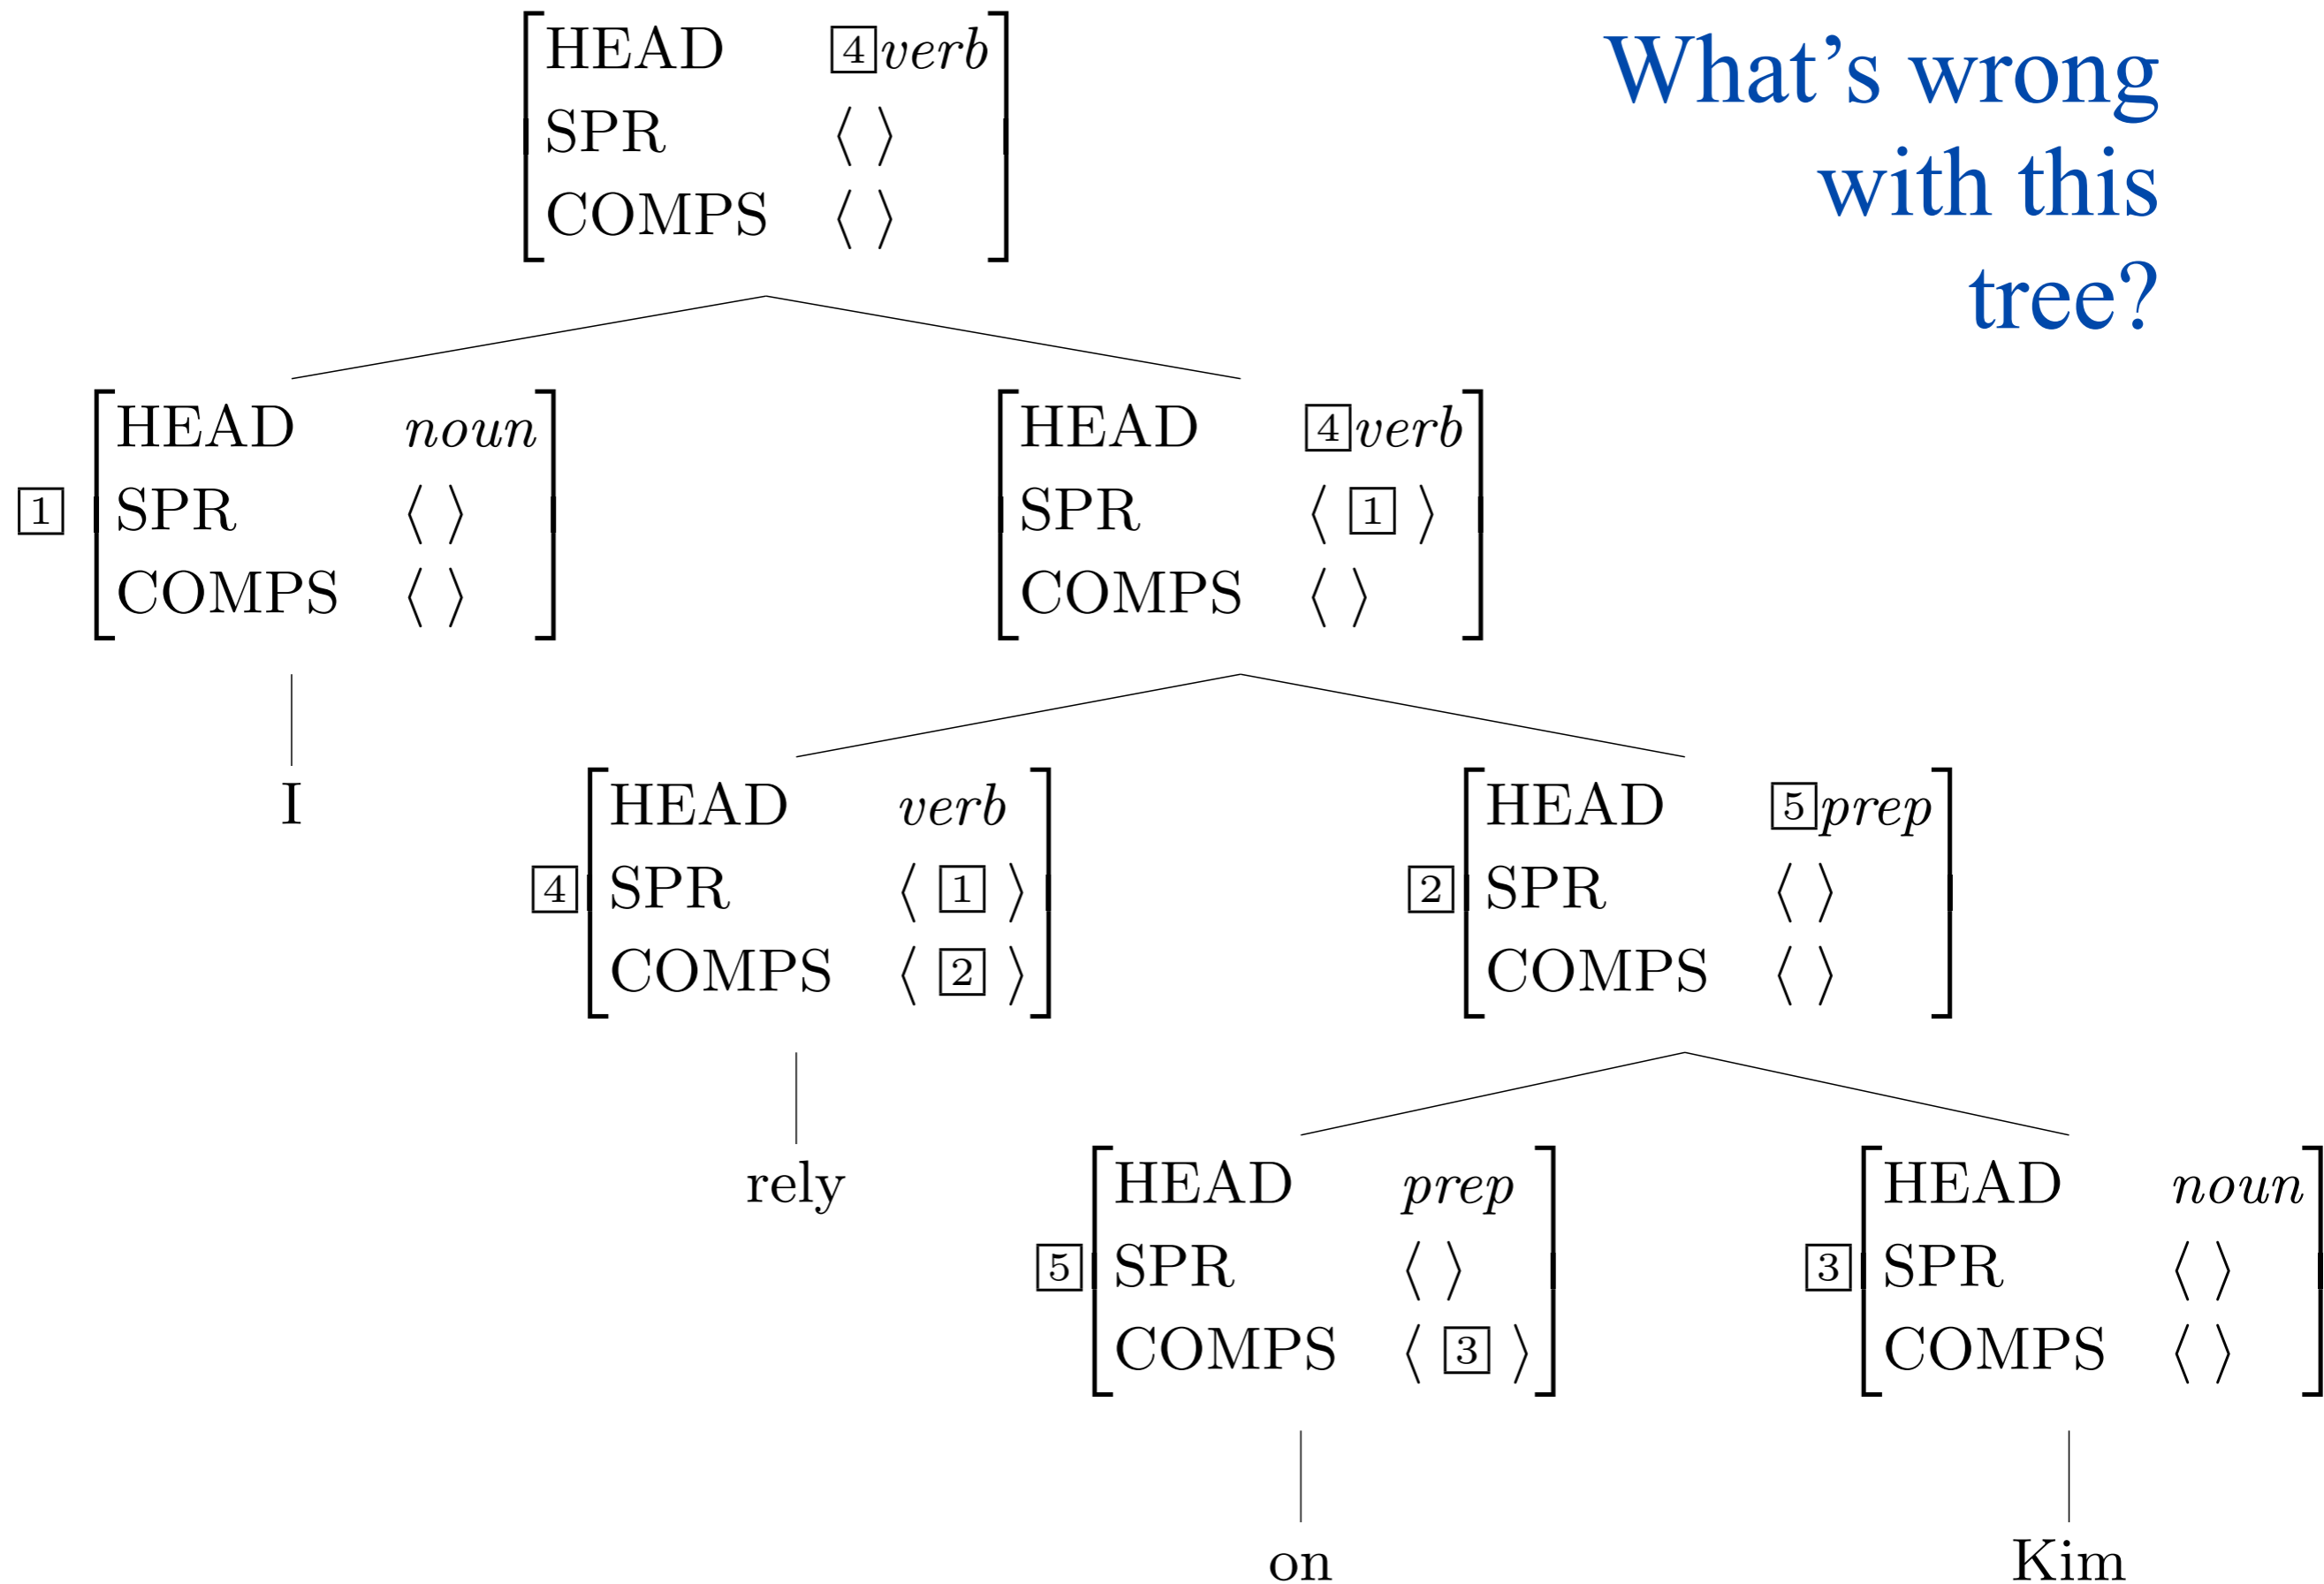 What's wrong
with this
tree?
HEAD 4 verb
SPR ⟨ ⟩
COMPS ⟨ ⟩
1 HEAD noun
SPR ⟨ ⟩
COMPS ⟨ ⟩
HEAD 4 verb
SPR ⟨ 1 ⟩
COMPS ⟨ ⟩
I
4 HEAD verb
SPR ⟨ 1 ⟩
COMPS ⟨ 2 ⟩
2 HEAD 5 prep
SPR ⟨ ⟩
COMPS ⟨ ⟩
rely
5 HEAD prep
SPR ⟨ ⟩
COMPS ⟨ 3 ⟩
3 HEAD noun
SPR ⟨ ⟩
COMPS ⟨ ⟩
on
Kim